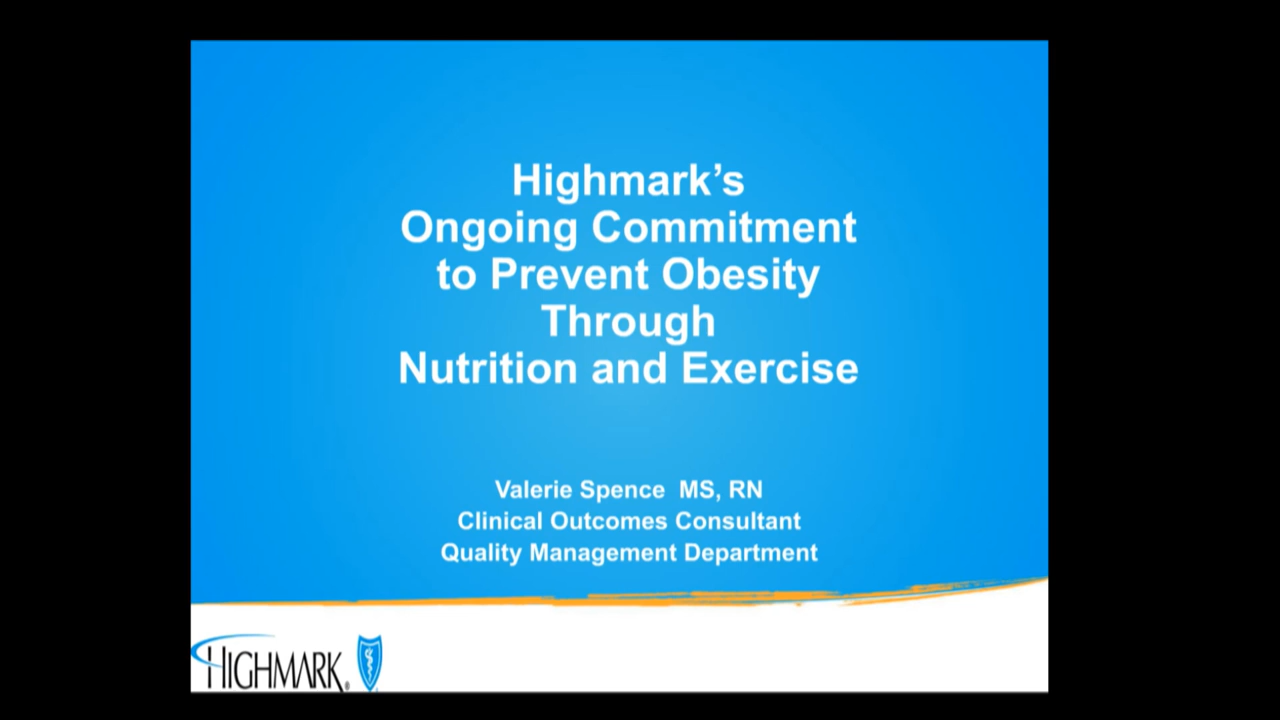 Highmark’s
Ongoing Commitment
to Prevent Obesity
Through
Nutrition and Exercise
Valerie Spence  MS, RN
Clinical Outcomes Consultant
Quality Management Department
HIGHMARK®